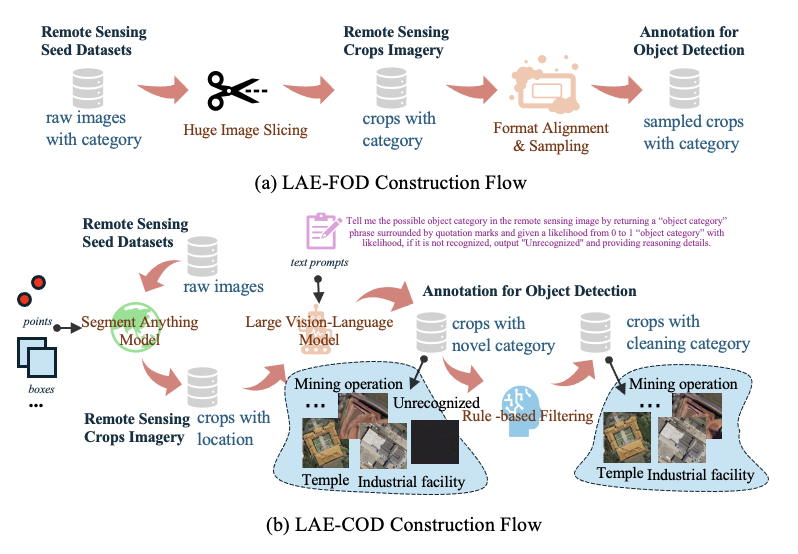 Remote Sensing
Seed Datasets
raw images
with category
Huge Image Slicing
Remote Sensing
Crops Imagery
crops with
category
Format Alignment
& Sampling
Annotation for
Object Detection
sampled crops
with category
(a) LAE-FOD Construction Flow
Remote Sensing
Seed Datasets
raw images
Tell me the possible object category in the remote sensing image by returning a “object category”
phrase surrounded by quotation marks and given a likelihood from 0 to 1 “object category” with
likelihood, if it is not recognized, output "Unrecognized" and providing reasoning details.
text prompts
points
boxes
...
Segment Anything
Model
Remote Sensing
Crops Imagery
crops with
location
Large Vision-Language
Model
Annotation for Object Detection
crops with
novel category
Mining operation
...
Unrecognized
Temple
Industrial facility
Rule -based Filtering
crops with
cleaning category
Mining operation
...
Temple
Industrial facility
(b) LAE-COD Construction Flow